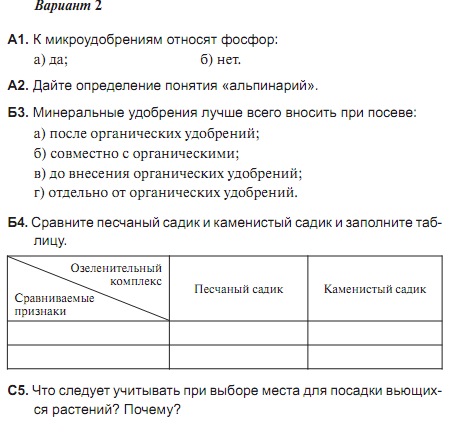 Вариант 2
А1. К микроудобрениям относят фосфор:
а) да; б) нет.
А2. Дайте определение понятия «альпинарий».
Б3. Минеральные удобрения лучше всего вносить при посеве:
а) после органических удобрений;
б) совместно с органическими;
в) до внесения органических удобрений;
г) отдельно от органических удобрений.
Б4. Сравните песчаный садик и каменистый садик и заполните таб-
лицу.
Озеленительный
комплекс
Сравниваемые
признаки
Песчаный садик
Каменистый садик
С5. Что следует учитывать при выборе места для посадки вьющих-
ся растений? Почему?